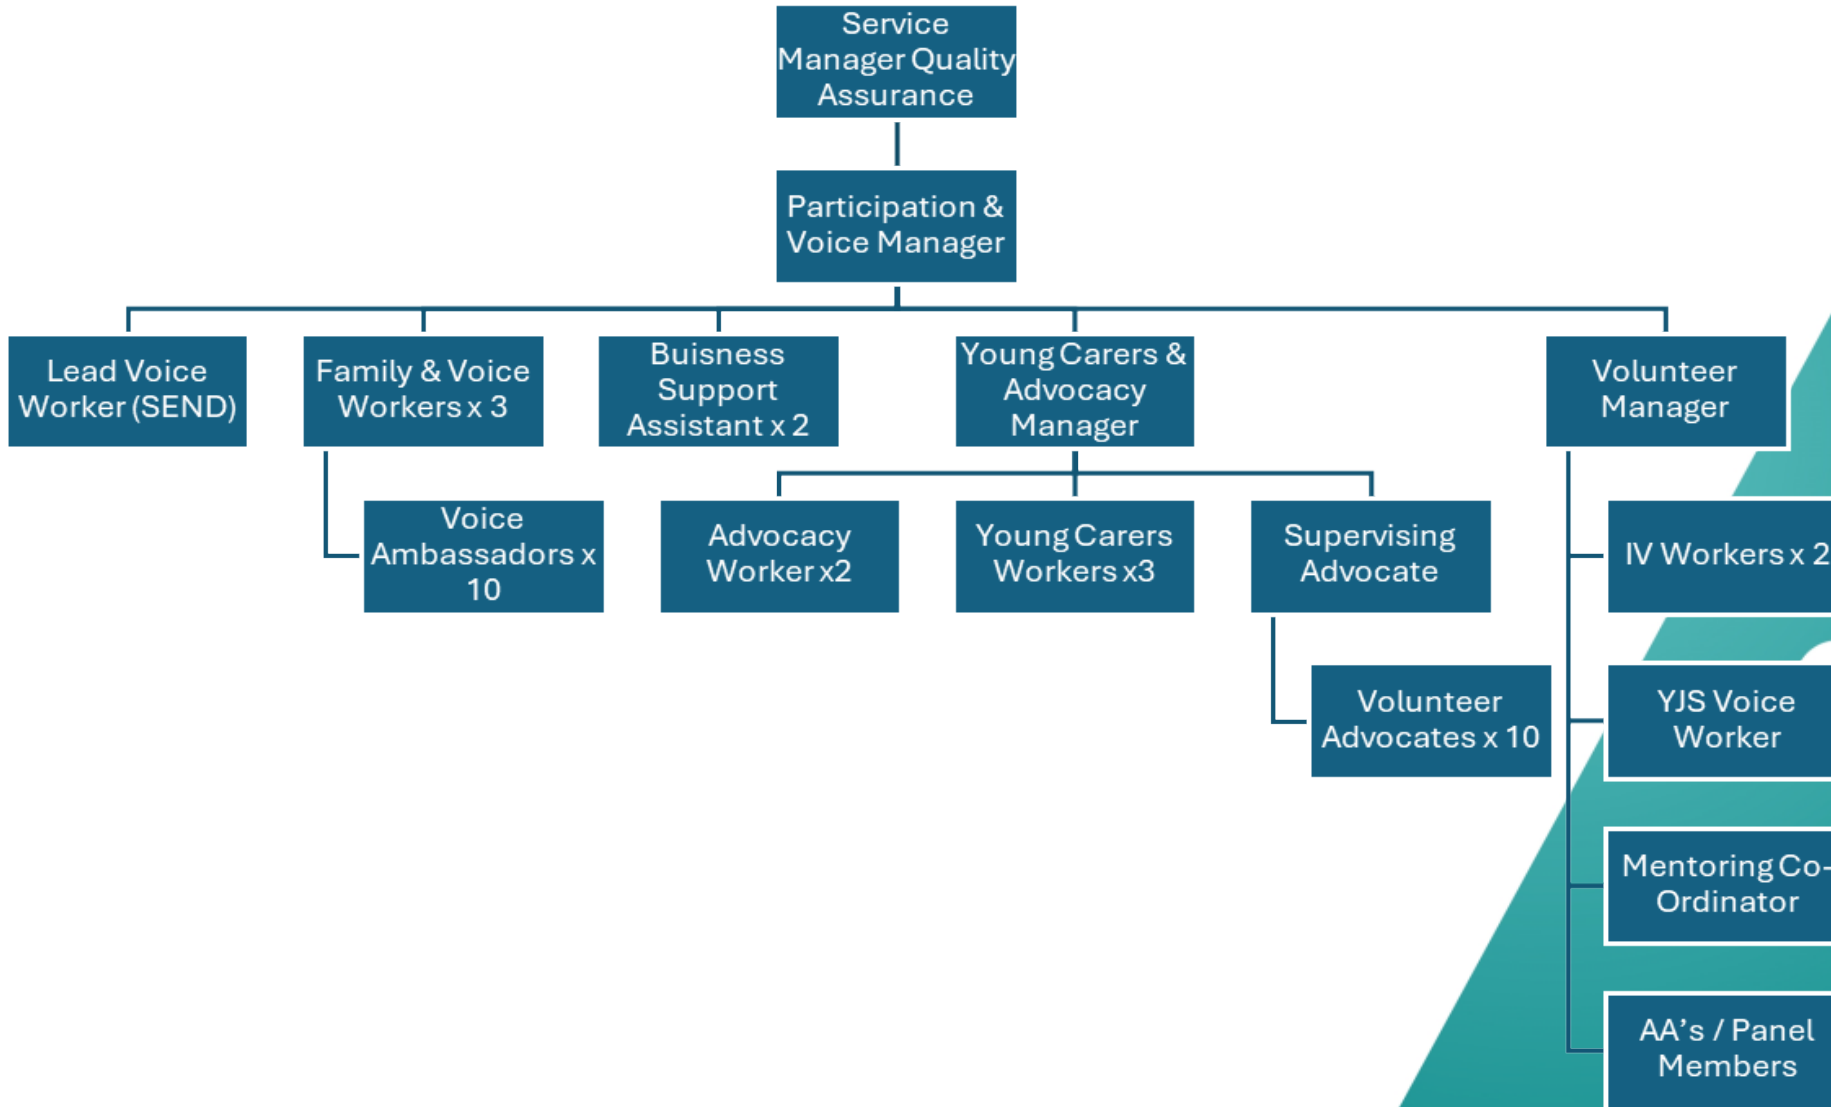 Service
Manager Quality
Assurance
Participation &
Voice Manager
Lead Voice
Worker (SEND)
Family & Voice
Workers x 3
Buisness
Support
Assistant x 2
Young Carers &
Advocacy
Manager
Volunteer
Manager
Voice
Ambassadors x
10
Advocacy
Worker x2
Young Carers
Workers x3
Supervising
Advocate
IV Workers x 2
Volunteer
Advocates x 10
YJS Voice
Worker
Mentoring Co-
Ordinator
AA's / Panel
Members